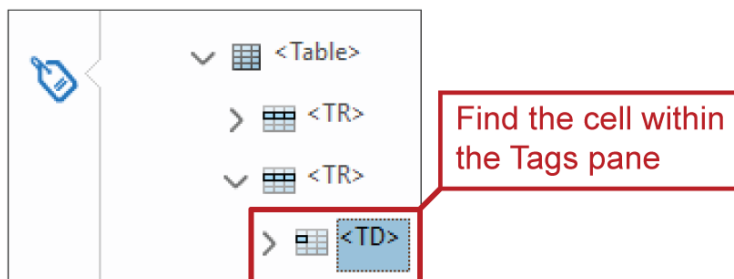 <Table>
<TR>
<TR>
<TD>
Find the cell within
the Tags pane